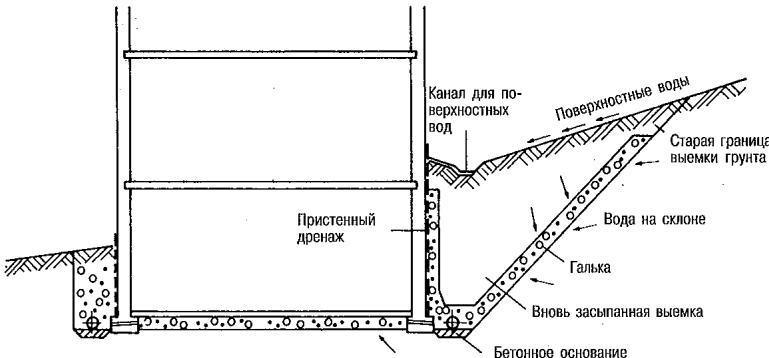 Канал для по-
верхностных
вод
Поверхностные воды
Старая граница
выемки грунта
Пристенный
дренаж
Вода на склоне
Галька
Вновь засыпанная выемка
Бетонное основание